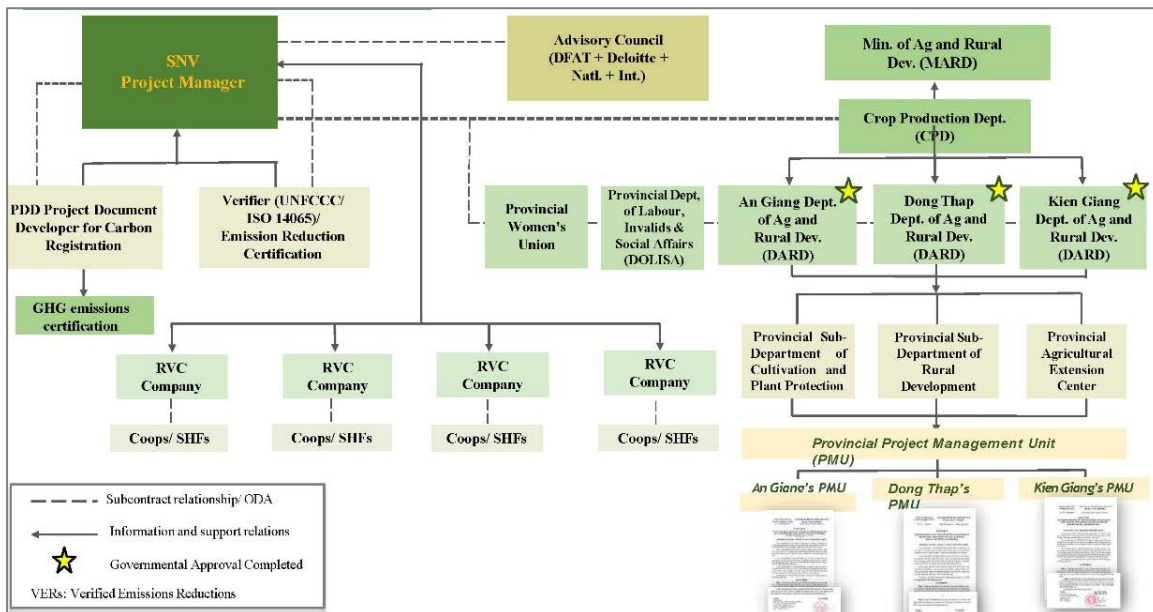 SNV
Project Manager
Advisory Council
(DFAT + Deloitte +
Natl. + Int.)
Min. of Ag and Rural
Dev. (MARD)
Crop Production Dept.
(CPD)
PDD Project Document
Developer for Carbon
Registration
Verifier (UNFCCC/
ISO 14065)/
Emission Reduction
Certification
Provincial
Women's
Union
Provincial Dept,
of Labour,
Invalids &
Social Affairs
(DOLISA)
An Giang Dept.
of Ag and
Rural Dev.
(DARD)
Dong Thap
Dept. of Ag and
Rural Dev.
(DARD)
Kien Giang
Dept. of Ag and
Rural Dev.
(DARD)
GHG emissions
certification
RVC
Company
RVC
Company
RVC
Company
RVC
Company
Coops/ SHFs
Coops/ SHFs
Coops/ SHFs
Coops/ SHFs
Provincial Sub-
Department of
Cultivation and
Plant Protection
Provincial Sub-
Department of
Rural
Development
Provincial
Agricultural
Extension
Center
Provincial Project Management Unit
(PMU)
An Giang's PMU
Dong Thap's
PMU
Kien Giang's PMU
Subcontract relationship/ ODA
Information and support relations
Governmental Approval Completed
VERs: Verified Emissions Reductions